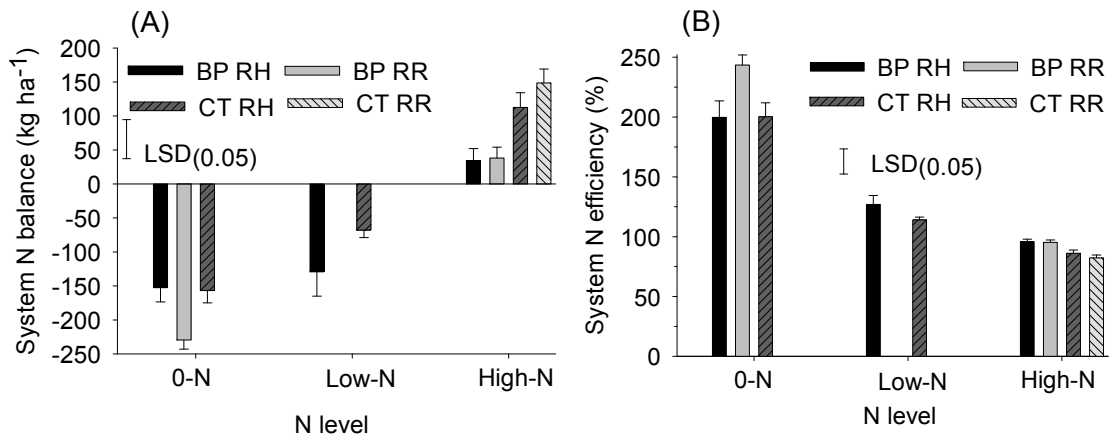 (A)
System N balance (kg ha⁻¹)
200
150
100
50
0
-50
-100
-150
-200
-250
BP RH
BP RR
CT RH
CT RR
LSD(0.05)
0-N
Low-N
High-N
N level
(B)
System N efficiency (%)
250
200
150
100
50
0
BP RH
BP RR
CT RH
CT RR
LSD(0.05)
0-N
Low-N
High-N
N level